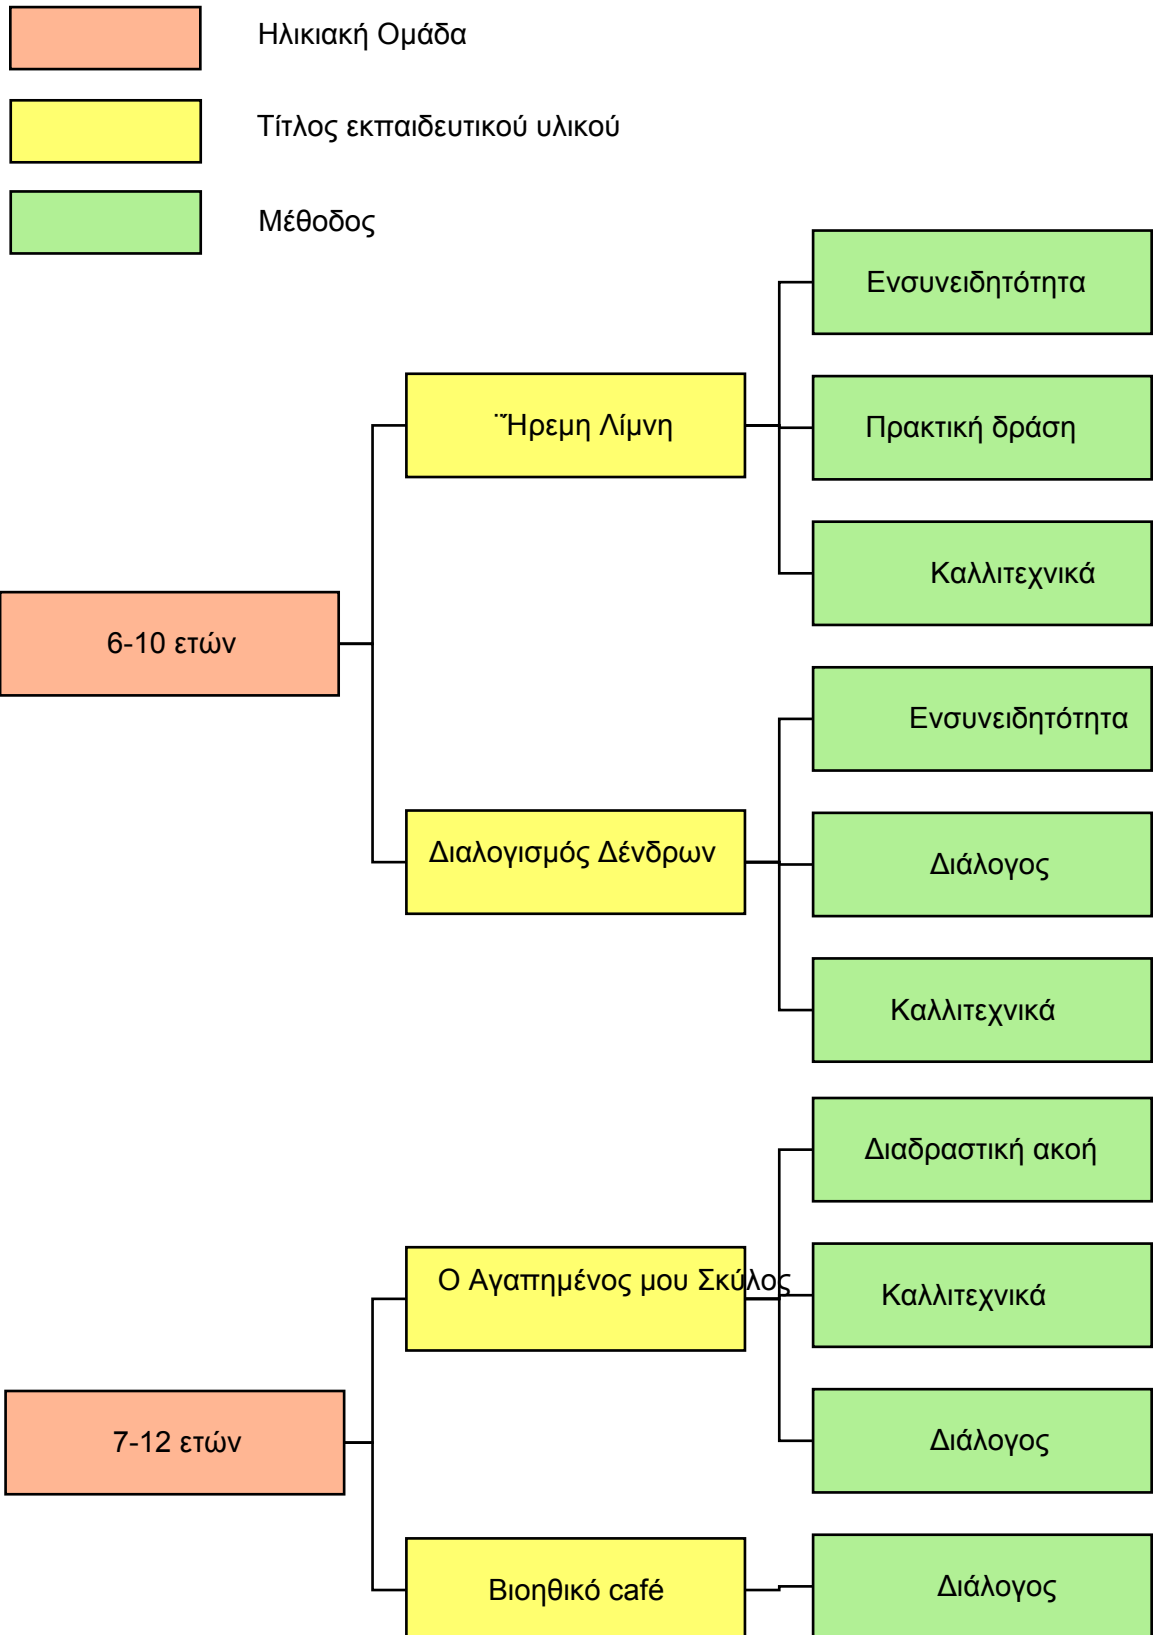 Ηλικιακή Ομάδα
Τίτλος εκπαιδευτικού υλικού
Μέθοδος
6-10 ετών
Ἤρεμη Λίμνη
Ενσυνειδητότητα
Πρακτική δράση
Καλλιτεχνικά
Διαλογισμός Δένδρων
Ενσυνειδητότητα
Διάλογος
Καλλιτεχνικά
7-12 ετών
Ο Αγαπημένος μου Σκύλος
Διαδραστική ακοή
Καλλιτεχνικά
Διάλογος
Βιοηθικό café
Διάλογος